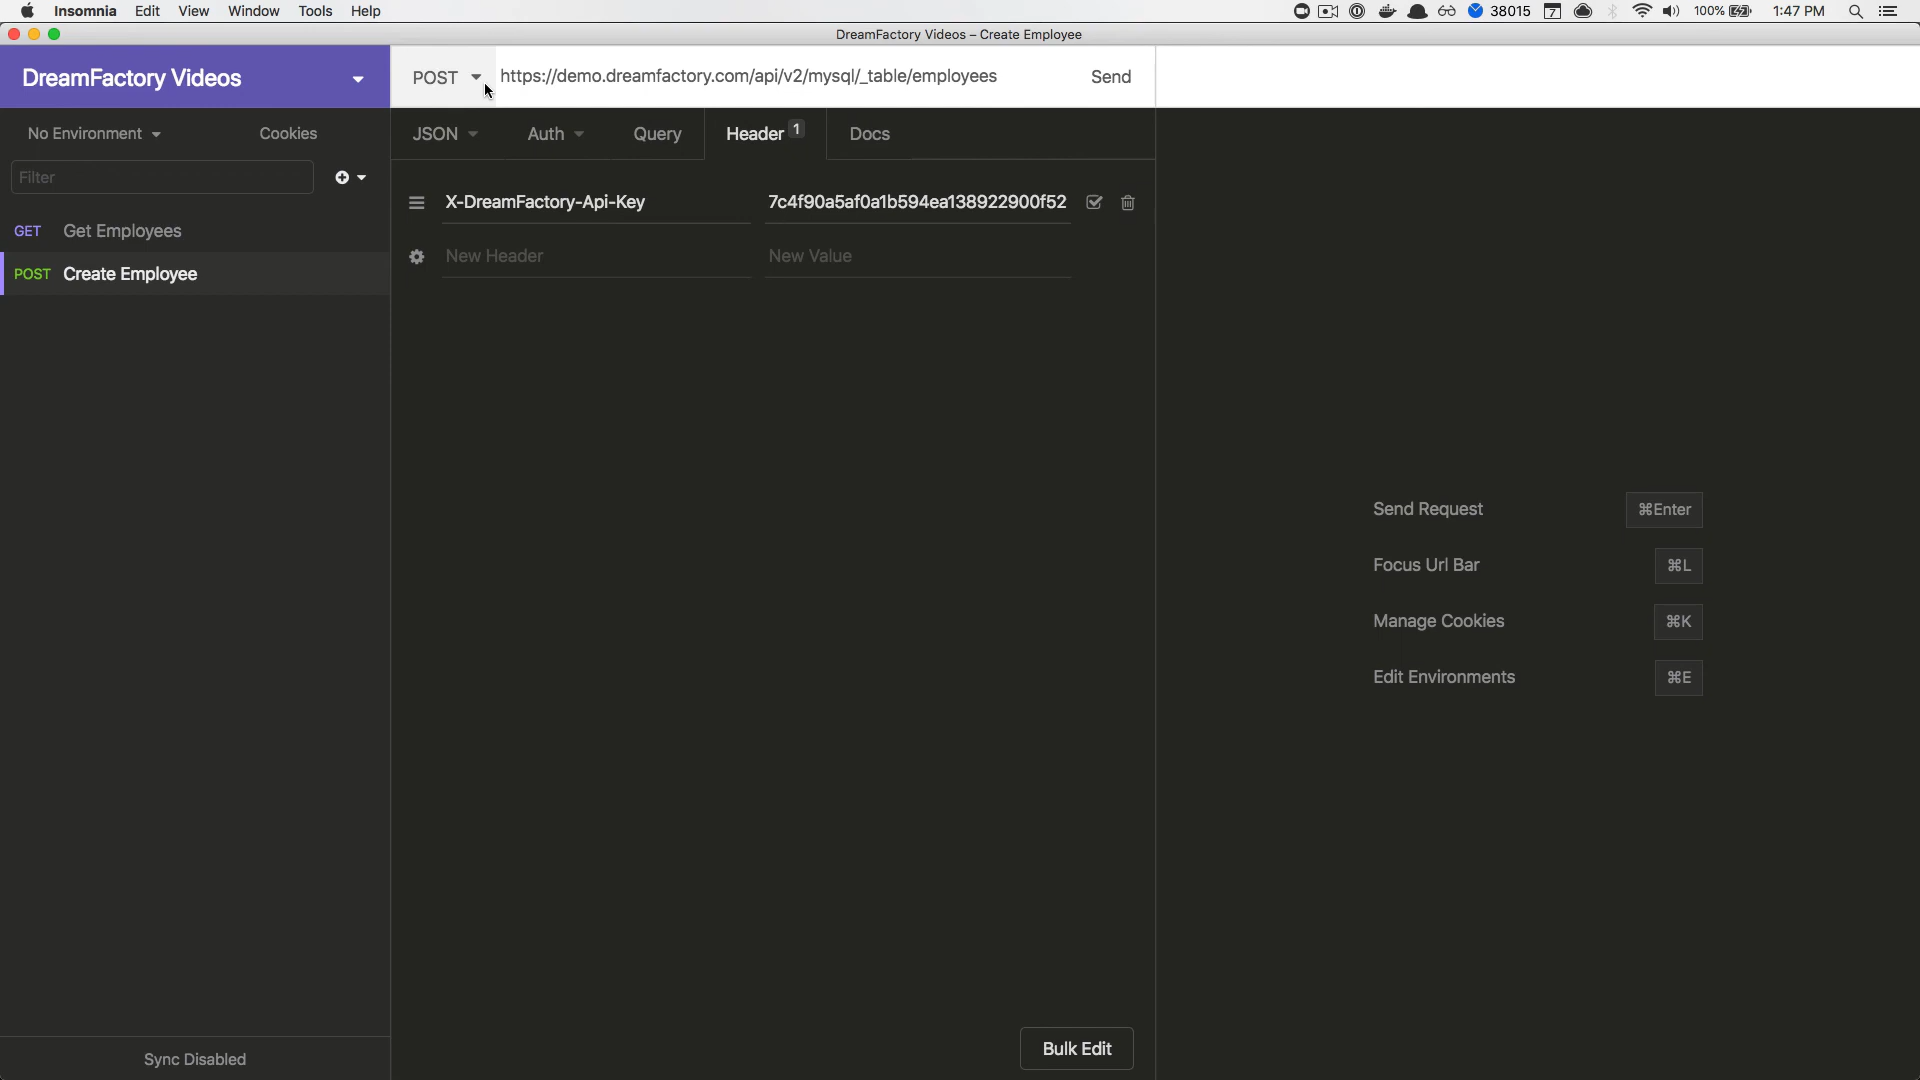 Insomnia Edit View Window Tools Help 38015 7 100% 1:47 PM
DreamFactory Videos – Create Employee
DreamFactory Videos
POST https://demo.dreamfactory.com/api/v2/mysql/_table/employees Send
No Environment Cookies
JSON Auth Query Header 1 Docs
Filter
X-DreamFactory-Api-Key 7c4f90a5af0a1b594ea138922900f52
GET Get Employees
New Header New Value
POST Create Employee
Send Request ⌘Enter
Focus Url Bar ⌘L
Manage Cookies ⌘K
Edit Environments ⌘E
Bulk Edit
Sync Disabled